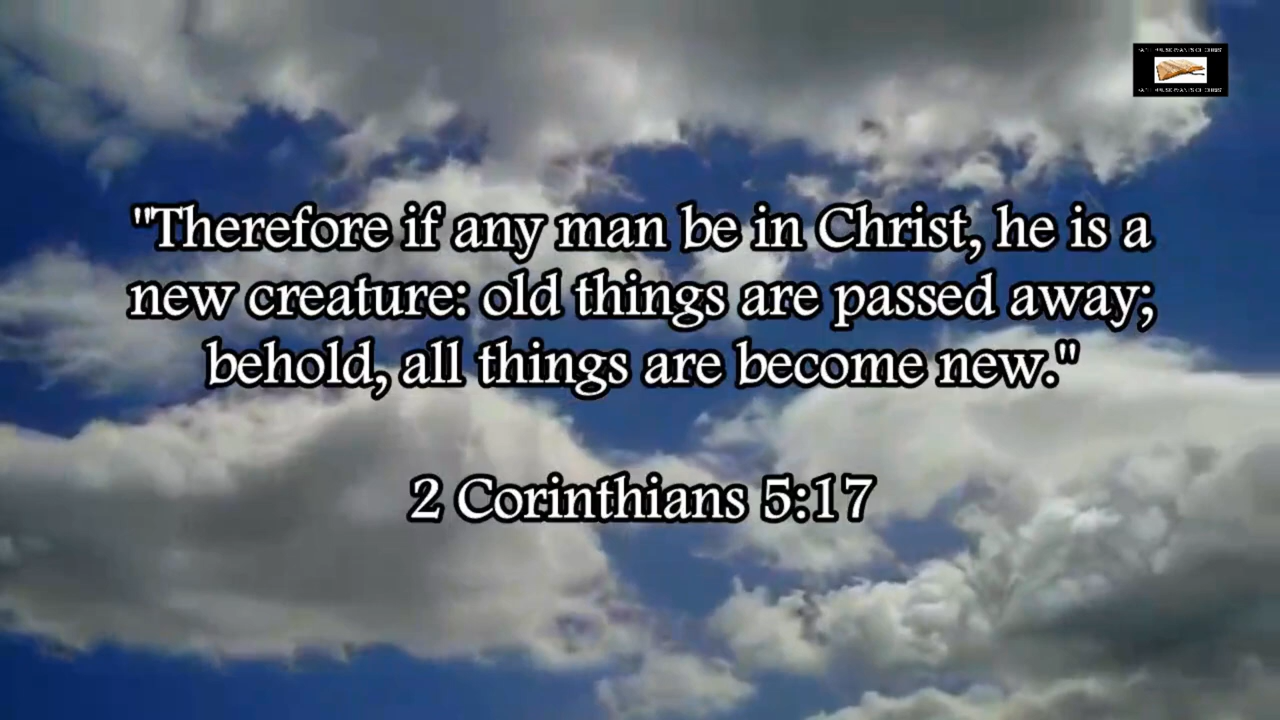 "Therefore if any man be in Christ, he is a
new creature: old things are passed away;
behold, all things are become new."
2 Corinthians 5:17